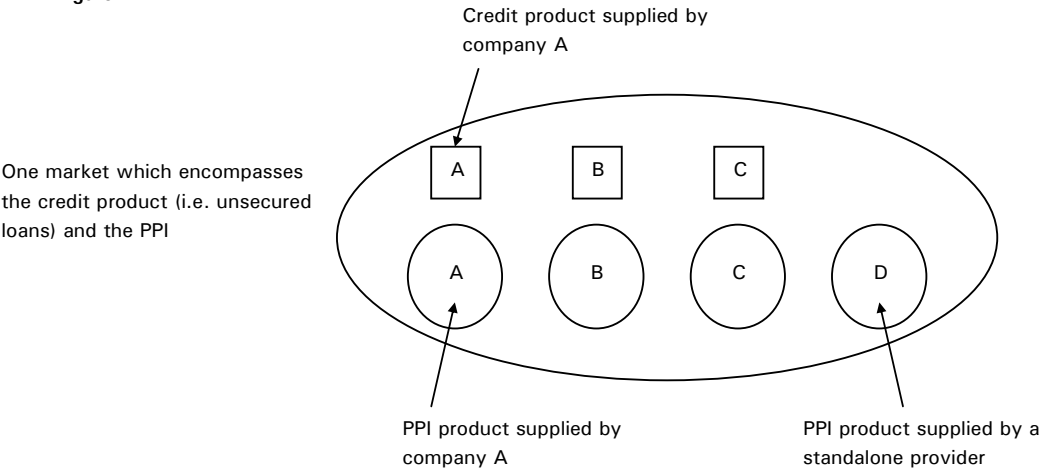 Credit product supplied by
company A
One market which encompasses
the credit product (i.e. unsecured
loans) and the PPI
A B C
A B C D
PPI product supplied by
company A
PPI product supplied by a
standalone provider